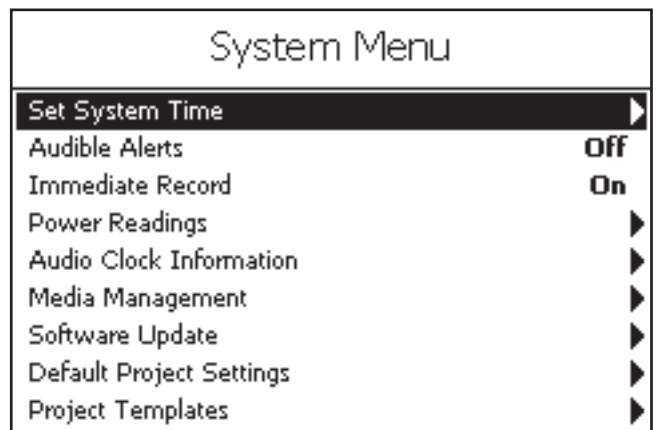 System Menu
Set System Time
Audible Alerts Off
Immediate Record On
Power Readings
Audio Clock Information
Media Management
Software Update
Default Project Settings
Project Templates